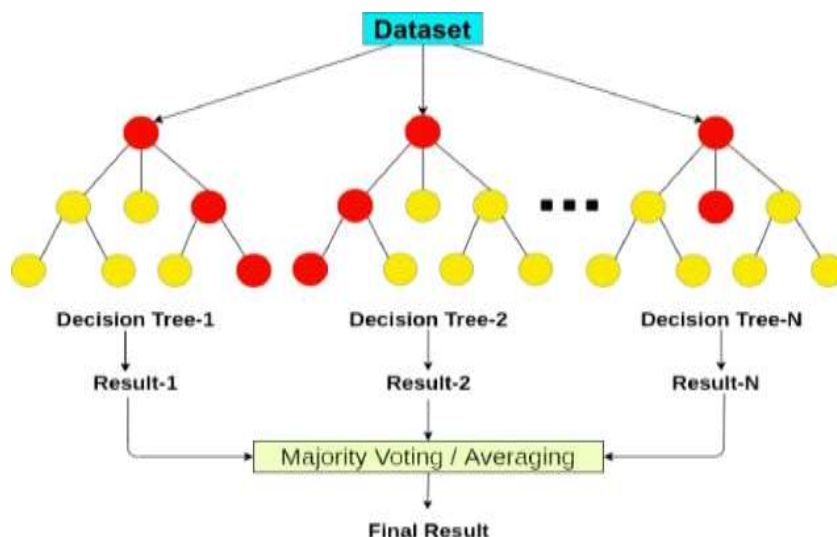 Dataset
Decision Tree-1
Decision Tree-2
Decision Tree-N
Result-1
Result-2
Result-N
Majority Voting / Averaging
Final Result